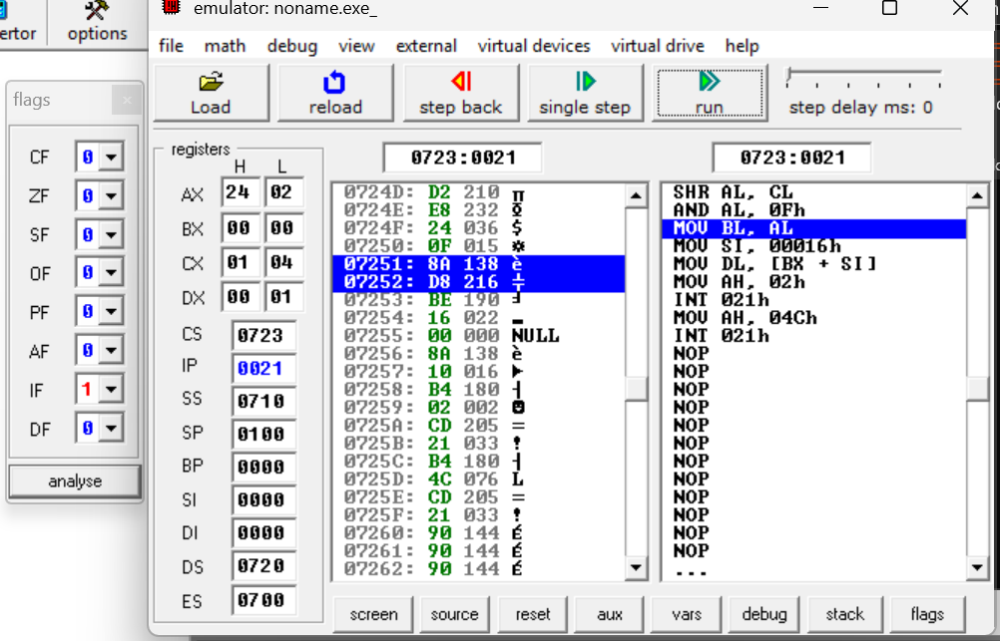 emulator: noname.exe_
ertor options
file math debug view external virtual devices virtual drive help
flags
Load reload step back single step run step delay ms: 0
registers
H L
0723:0021 0723:0021
CF 0
ZF 0
SF 0
OF 0
PF 0
AF 0
IF 1
DF 0
analyse
AX 24 02
BX 00 00
CX 01 04
DX 00 01
CS 0723
IP 0021
SS 0710
SP 0100
BP 0000
SI 0000
DI 0000
DS 0720
ES 0700
0724D: D2 210 π
0724E: E8 232
0724F: 24 036 $
07250: 0F 015 ☼
07251: 8A 138 è
07252: D8 216 ╪
07253: BE 190 ╛
07254: 16 022 ▬
07255: 00 000 NULL
07256: 8A 138 è
07257: 10 016 ►
07258: B4 180 ┤
07259: 02 002 ☻
0725A: CD 205 =
0725B: 21 033 !
0725C: B4 180 ┤
0725D: 4C 076 L
0725E: CD 205 =
0725F: 21 033 !
07260: 90 144 É
07261: 90 144 É
07262: 90 144 É
SHR AL, CL
AND AL, 0Fh
MOV BL, AL
MOV SI, 00016h
MOV DL, [BX + SI]
MOV AH, 02h
INT 021h
MOV AH, 04Ch
INT 021h
NOP
NOP
NOP
NOP
NOP
NOP
NOP
NOP
NOP
NOP
NOP
NOP
...
screen source reset aux vars debug stack flags